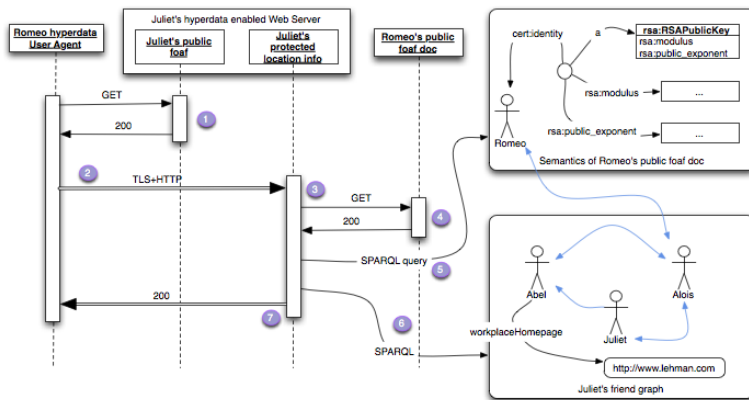 Juliet's hyperdata enabled Web Server
Romeo hyperdata
User Agent
Juliet's public
foaf
Juliet's
protected
location info
Romeo's public
foaf doc
GET
200
1
2
TLS+HTTP
3
GET
200
4
SPARQL query
5
200
7
6
SPARQL
cert:identity
a
rsa:RSAPublicKey
rsa:modulus
rsa:public_exponent
rsa:modulus
...
rsa:public_exponent
...
Romeo
Semantics of Romeo's public foaf doc
Abel
Alois
Juliet
workplaceHomepage
http://www.lehman.com
Juliet's friend graph